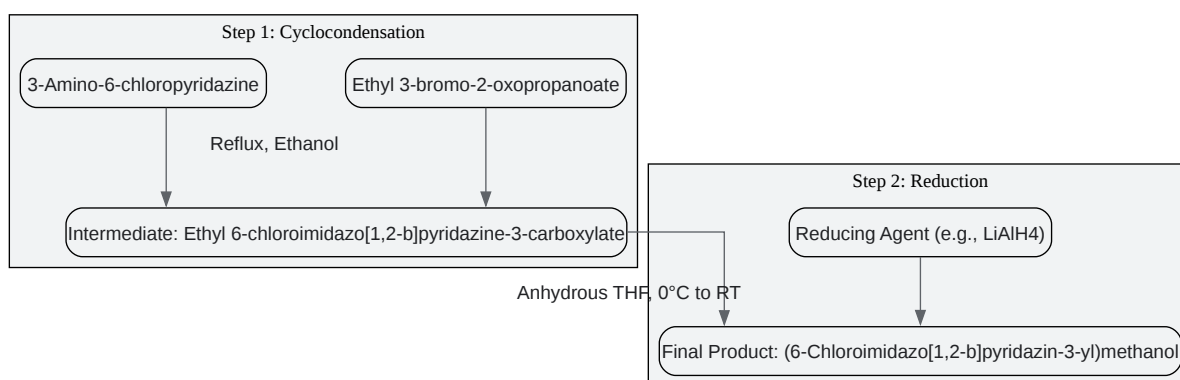 Step 1: Cyclocondensation
3-Amino-6-chloropyridazine
Ethyl 3-bromo-2-oxopropanoate
Reflux, Ethanol
Intermediate: Ethyl 6-chloroimidazo[1,2-b]pyridazine-3-carboxylate
Step 2: Reduction
Reducing Agent (e.g., LiAlH4)
Anhydrous THF, 0°C to RT
Final Product: (6-Chloroimidazo[1,2-b]pyridazin-3-yl)methanol